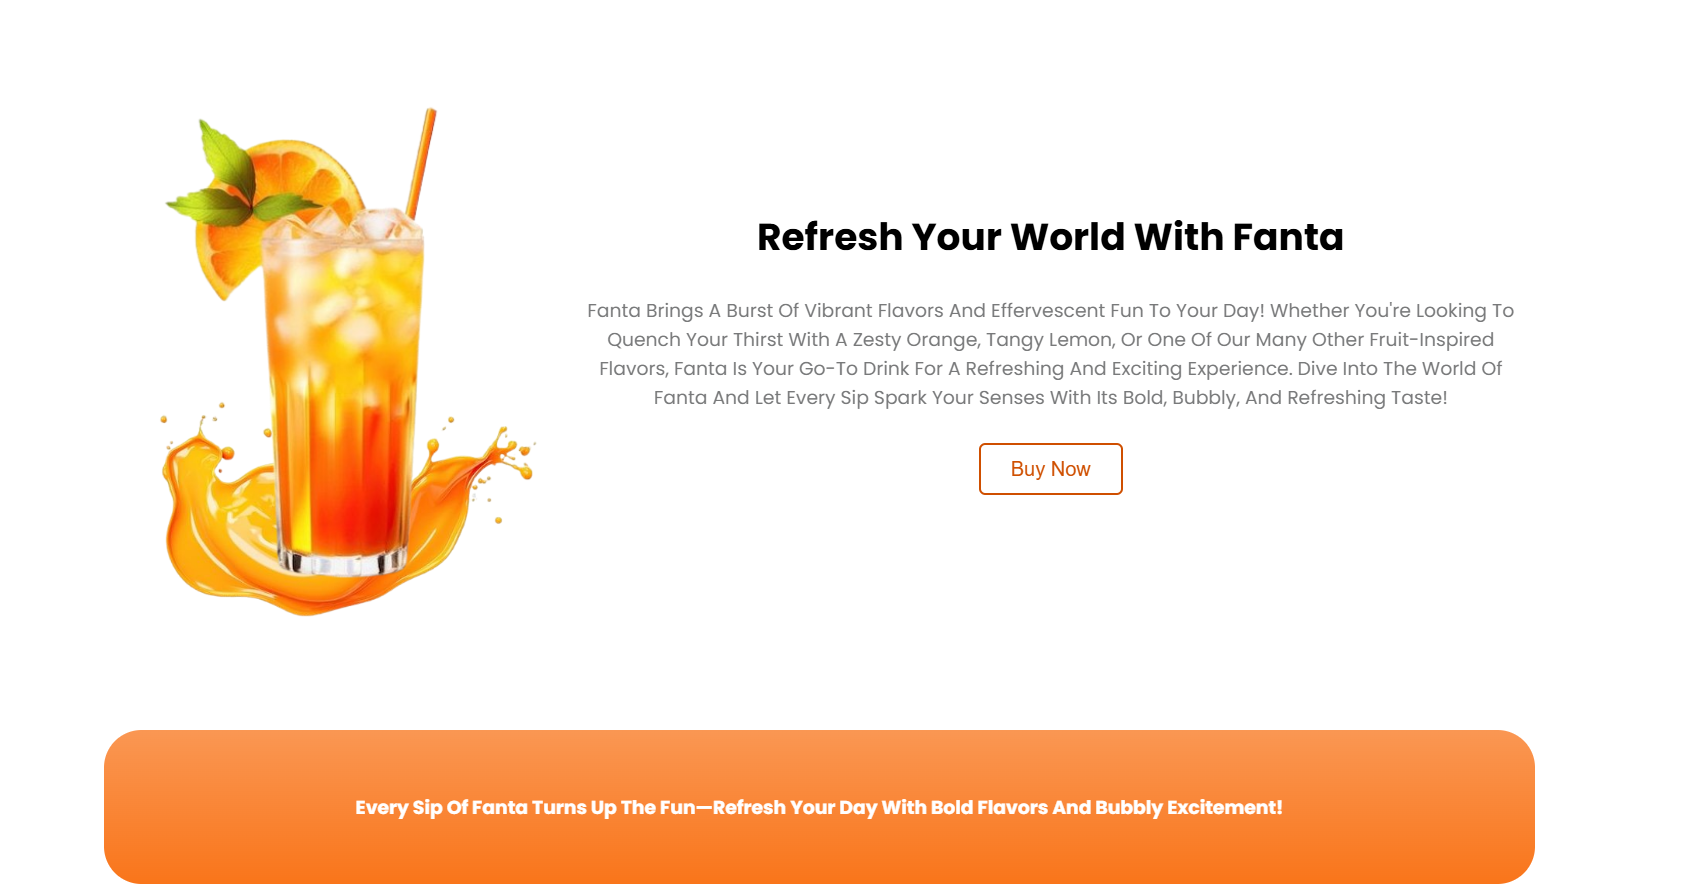 Refresh Your World With Fanta
Fanta Brings A Burst Of Vibrant Flavors And Effervescent Fun To Your Day! Whether You're Looking To
Quench Your Thirst With A Zesty Orange, Tangy Lemon, Or One Of Our Many Other Fruit-Inspired
Flavors, Fanta Is Your Go-To Drink For A Refreshing And Exciting Experience. Dive Into The World Of
Fanta And Let Every Sip Spark Your Senses With Its Bold, Bubbly, And Refreshing Taste!
Buy Now
Every Sip Of Fanta Turns Up The Fun—Refresh Your Day With Bold Flavors And Bubbly Excitement!